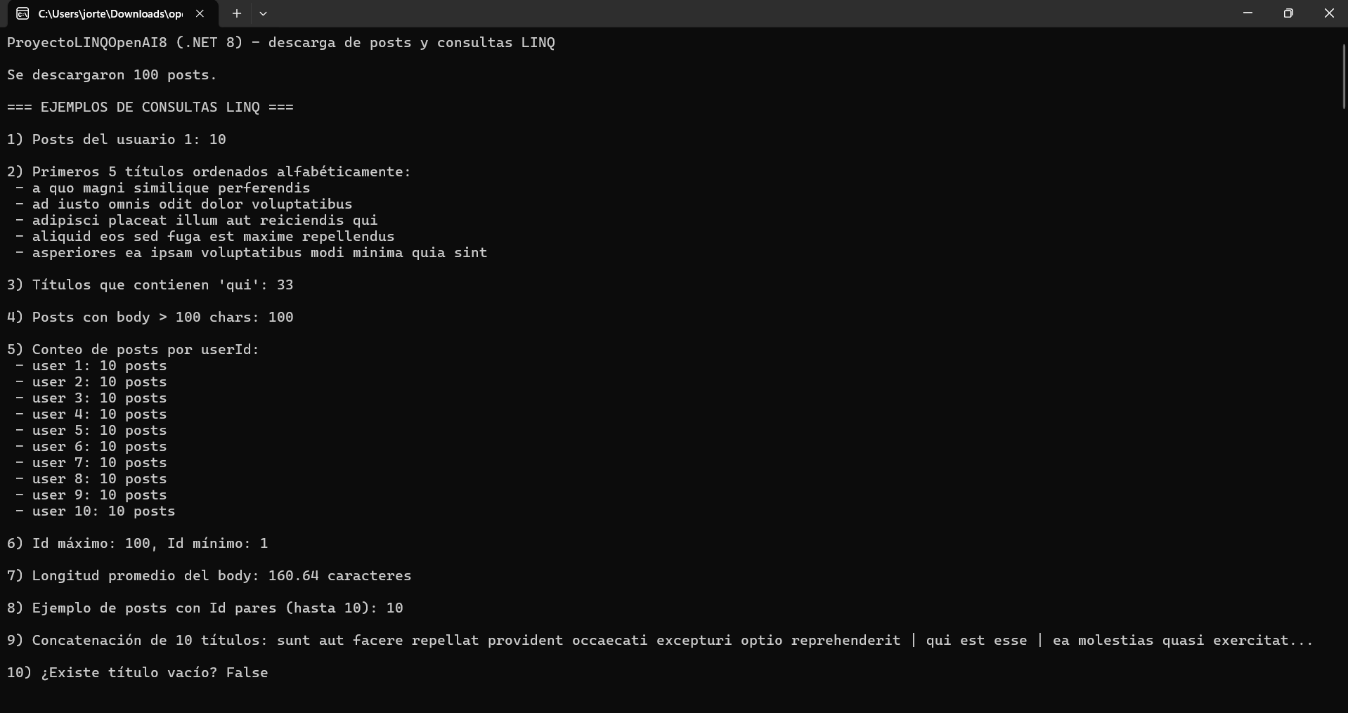 C:\Users\jorte\Downloads\op
ProyectoLINQOpenAI8 (.NET 8) - descarga de posts y consultas LINQ
Se descargaron 100 posts.
=== EJEMPLOS DE CONSULTAS LINQ ===
1) Posts del usuario 1: 10
2) Primeros 5 títulos ordenados alfabéticamente:
- a quo magni similique perferendis
- ad iusto omnis odit dolor voluptatibus
- adipisci placeat illum aut reiciendis qui
- aliquid eos sed fuga est maxime repellendus
- asperiores ea ipsam voluptatibus modi minima quia sint
3) Títulos que contienen 'qui': 33
4) Posts con body > 100 chars: 100
5) Conteo de posts por userId:
- user 1: 10 posts
- user 2: 10 posts
- user 3: 10 posts
- user 4: 10 posts
- user 5: 10 posts
- user 6: 10 posts
- user 7: 10 posts
- user 8: 10 posts
- user 9: 10 posts
- user 10: 10 posts
6) Id máximo: 100, Id mínimo: 1
7) Longitud promedio del body: 160.64 caracteres
8) Ejemplo de posts con Id pares (hasta 10): 10
9) Concatenación de 10 títulos: sunt aut facere repellat provident occaecati excepturi optio reprehenderit | qui est esse | ea molestias quasi exercitat...
10) ¿Existe título vacío? False